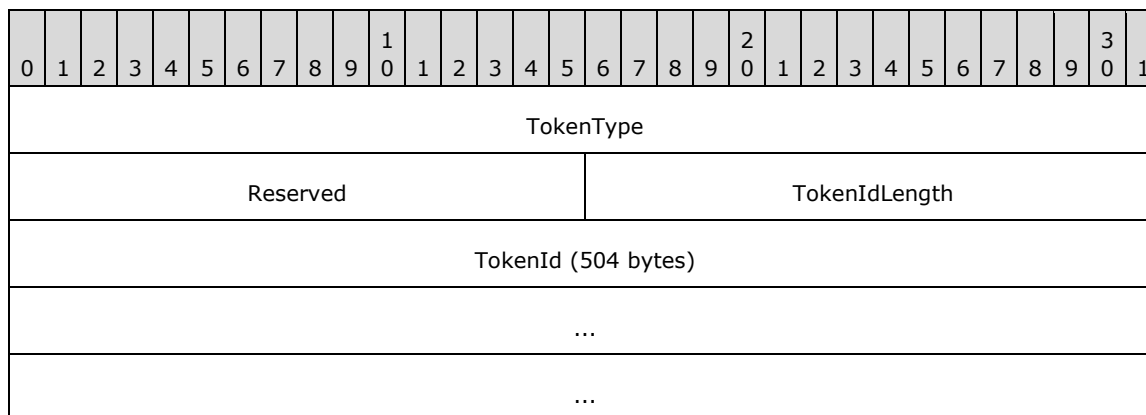 1 2 3
0 1 2 3 4 5 6 7 8 9 0 1 2 3 4 5 6 7 8 9 0 1 2 3 4 5 6 7 8 9 0 1
TokenType
Reserved TokenIdLength
TokenId (504 bytes)
...
...